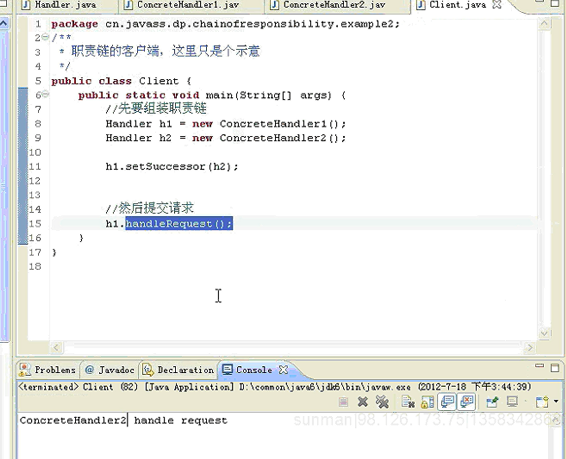 Handler.java ConcreteHandler1.jav ConcreteHandler2.jav Client.java
1 package cn.javass.dp.chainofresponsibility.example2;
2 /**
3 * 职责链的客户端，这里只是个示意
4 */
5 public class Client {
6 public static void main(String[] args) {
7 //先要组装职责链
8 Handler h1 = new ConcreteHandler1();
9 Handler h2 = new ConcreteHandler2();
10
11 h1.setSuccessor(h2);
12
13
14 //然后提交请求
15 h1.handleRequest();
16 }
17 }
18
Problems @ Javadoc Declaration Console
<terminated> Client (82) [Java Application] D:\common\java6\jdk6\bin\javaw.exe (2012-7-18 下午3:44:39)
ConcreteHandler2 handle request
sunman|98.126.173.75|1358342868